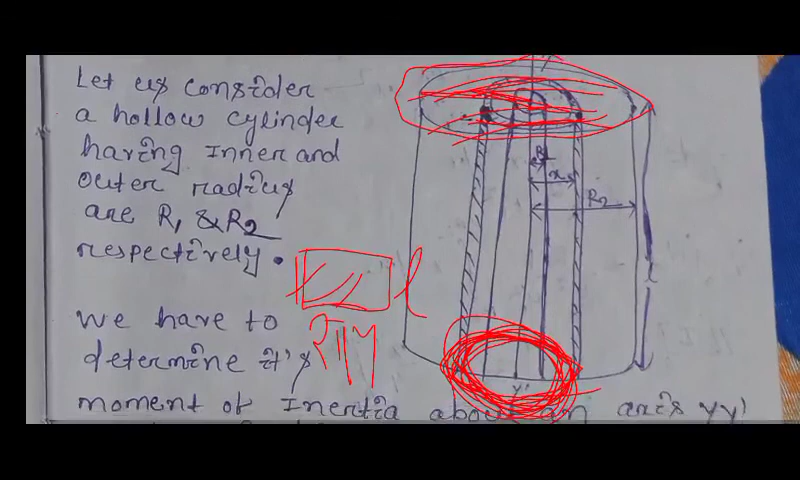 Let us consider
a hollow cylinder
having Inner and
outer radius
are R₁ & R₂
respectively.
R₁
x
R₂
l
l
2πx
We have to
determine it's
Y'
moment of Inertia about an axis YY'